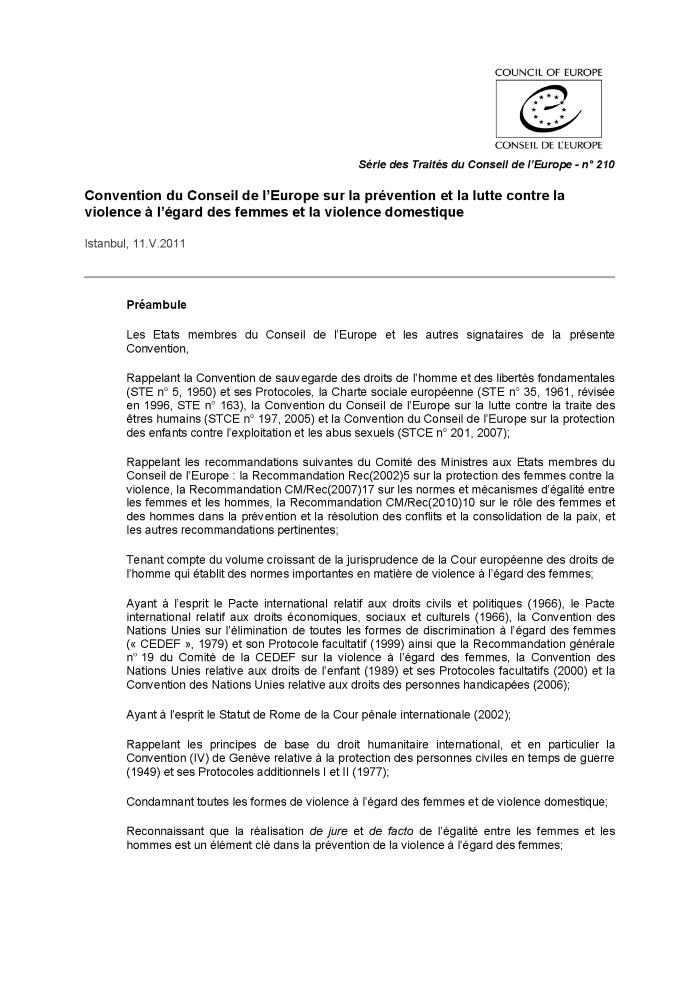 COUNCIL OF EUROPE
CONSEIL DE L'EUROPE
Série des Traités du Conseil de l'Europe - n° 210
Convention du Conseil de l'Europe sur la prévention et la lutte contre la
violence à l'égard des femmes et la violence domestique
Istanbul, 11.V.2011
Préambule
Les Etats membres du Conseil de l'Europe et les autres signataires de la présente
Convention,
Rappelant la Convention de sauvegarde des droits de l'homme et des libertés fondamentales
(STE n° 5, 1950) et ses Protocoles, la Charte sociale européenne (STE n° 35, 1961, révisée
en 1996, STE n° 163), la Convention du Conseil de l'Europe sur la lutte contre la traite des
êtres humains (STCE n° 197, 2005) et la Convention du Conseil de l'Europe sur la protection
des enfants contre l'exploitation et les abus sexuels (STCE n° 201, 2007);
Rappelant les recommandations suivantes du Comité des Ministres aux Etats membres du
Conseil de l'Europe : la Recommandation Rec(2002)5 sur la protection des femmes contre la
violence, la Recommandation CM/Rec(2007)17 sur les normes et mécanismes d'égalité entre
les femmes et les hommes, la Recommandation CM/Rec(2010)10 sur le rôle des femmes et
des hommes dans la prévention et la résolution des conflits et la consolidation de la paix, et
les autres recommandations pertinentes;
Tenant compte du volume croissant de la jurisprudence de la Cour européenne des droits de
l'homme qui établit des normes importantes en matière de violence à l'égard des femmes;
Ayant à l'esprit le Pacte international relatif aux droits civils et politiques (1966), le Pacte
international relatif aux droits économiques, sociaux et culturels (1966), la Convention des
Nations Unies sur l'élimination de toutes les formes de discrimination à l'égard des femmes
(« CEDEF », 1979) et son Protocole facultatif (1999) ainsi que la Recommandation générale
n° 19 du Comité de la CEDEF sur la violence à l'égard des femmes, la Convention des
Nations Unies relative aux droits de l'enfant (1989) et ses Protocoles facultatifs (2000) et la
Convention des Nations Unies relative aux droits des personnes handicapées (2006);
Ayant à l'esprit le Statut de Rome de la Cour pénale internationale (2002);
Rappelant les principes de base du droit humanitaire international, et en particulier la
Convention (IV) de Genève relative à la protection des personnes civiles en temps de guerre
(1949) et ses Protocoles additionnels I et II (1977);
Condamnant toutes les formes de violence à l'égard des femmes et de violence domestique;
Reconnaissant que la réalisation de jure et de facto de l'égalité entre les femmes et les
hommes est un élément clé dans la prévention de la violence à l'égard des femmes;